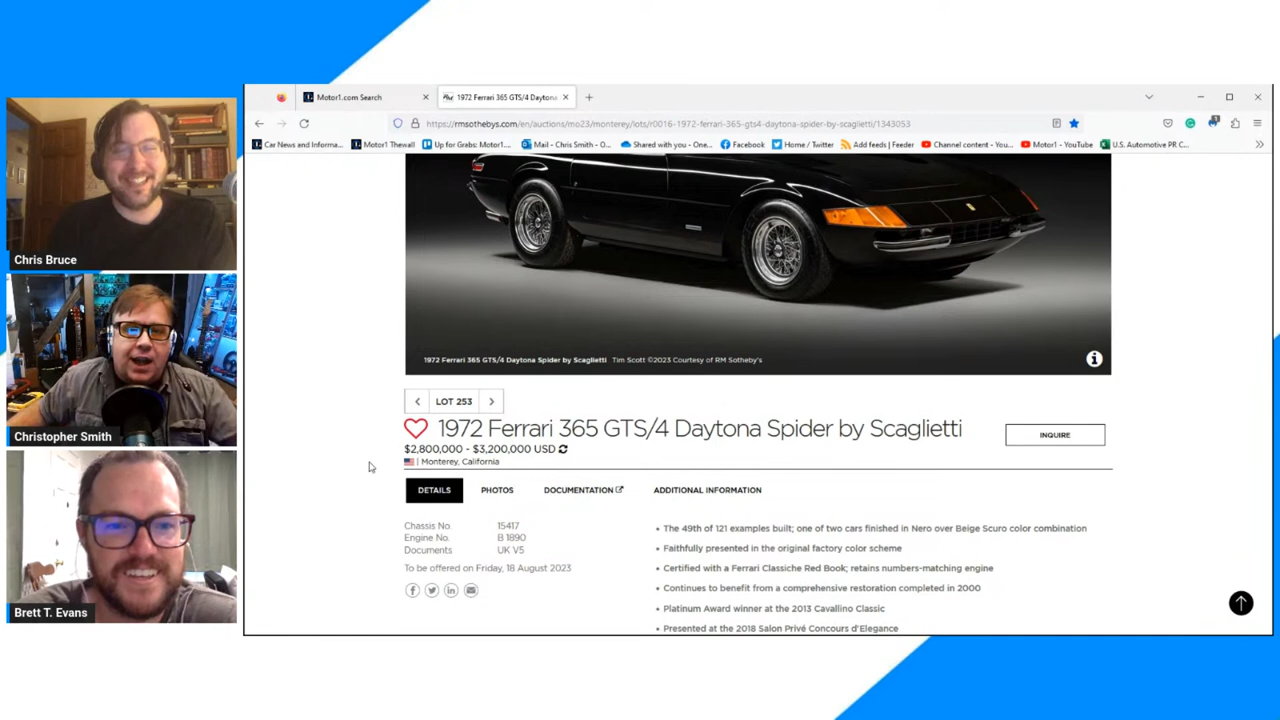 Chris Bruce
Christopher Smith
Brett T. Evans
Motor1.com Search
1972 Ferrari 365 GTS/4 Daytona
https://rmsothebys.com/en/auctions/mo23/monterey/lots/r0016-1972-ferrari-365-gts4-daytona-spider-by-scaglietti/1343053
Car News and Informa... Motor1 Thewall Up for Grabs: Motor1.... Mail - Chris Smith - O... Shared with you - One... Facebook Home / Twitter Add feeds | Feeder Channel content - You... Motor1 - YouTube U.S. Automotive PR C...
1972 Ferrari 365 GTS/4 Daytona Spider by Scaglietti Tim Scott ©2023 Courtesy of RM Sotheby's
LOT 253
1972 Ferrari 365 GTS/4 Daytona Spider by Scaglietti
INQUIRE
$2,800,000 - $3,200,000 USD
| Monterey, California
DETAILS PHOTOS DOCUMENTATION ADDITIONAL INFORMATION
Chassis No. 15417
Engine No. B 1890
Documents UK V5
To be offered on Friday, 18 August 2023
• The 49th of 121 examples built; one of two cars finished in Nero over Beige Scuro color combination
• Faithfully presented in the original factory color scheme
• Certified with a Ferrari Classiche Red Book; retains numbers-matching engine
• Continues to benefit from a comprehensive restoration completed in 2000
• Platinum Award winner at the 2013 Cavallino Classic
• Presented at the 2018 Salon Privé Concours d'Elegance